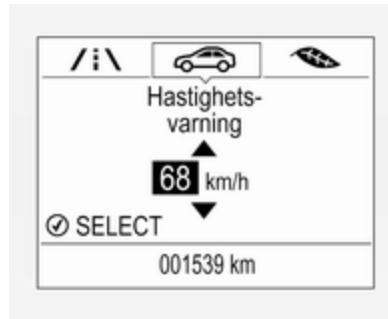 Hastighets-
varning
68 km/h
SELECT
001539 km